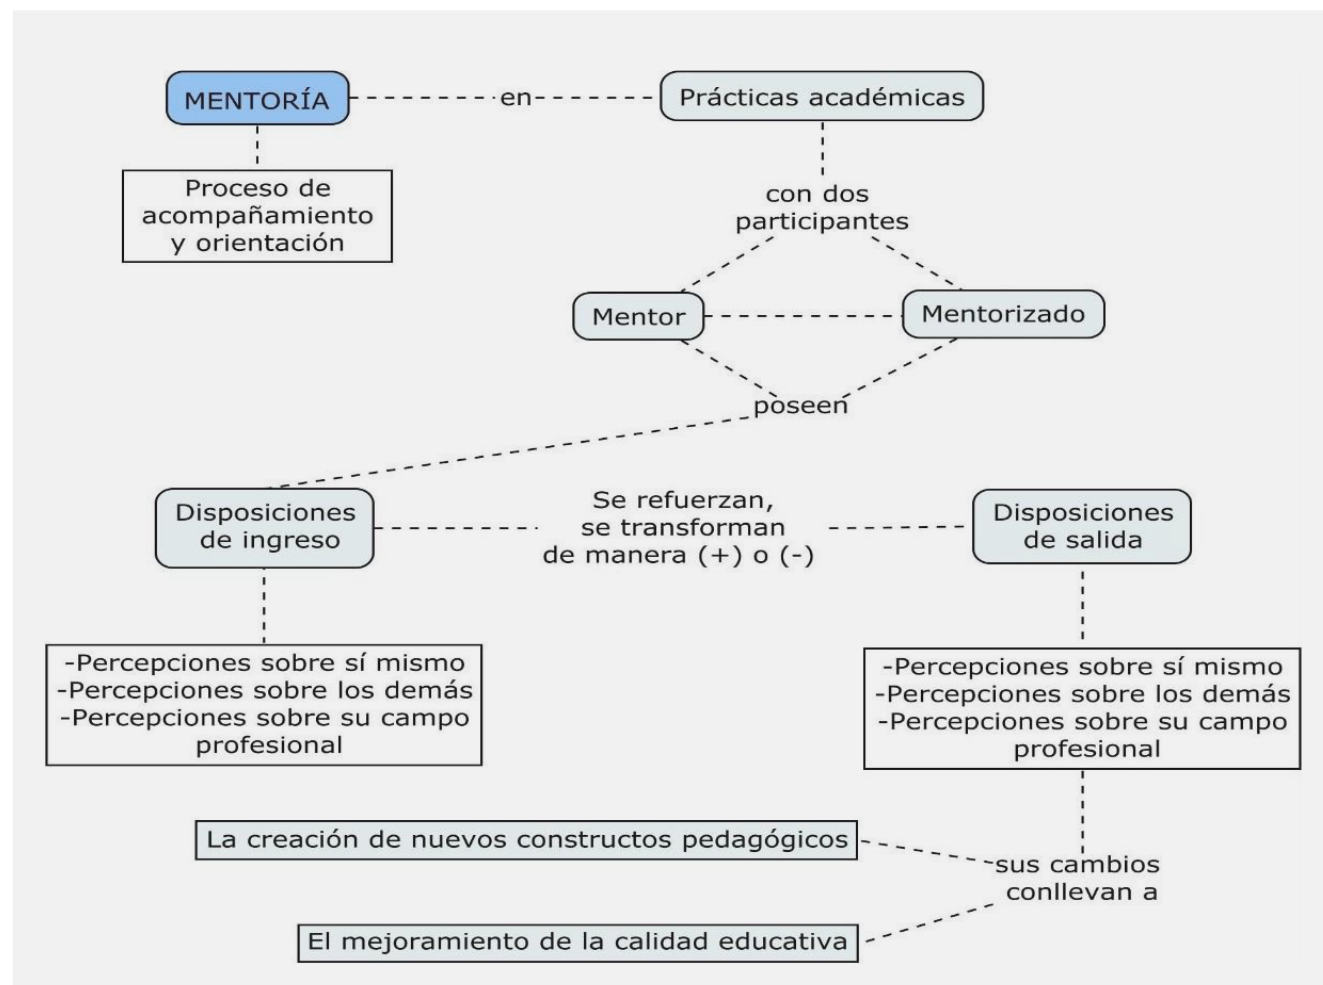 MENTORÍA
en
Prácticas académicas
Proceso de
acompañamiento
y orientación
con dos
participantes
Mentor
Mentorizado
poseen
Disposiciones
de ingreso
Se refuerzan,
se transforman
de manera (+) o (-)
Disposiciones
de salida
-Percepciones sobre sí mismo
-Percepciones sobre los demás
-Percepciones sobre su campo
profesional
-Percepciones sobre sí mismo
-Percepciones sobre los demás
-Percepciones sobre su campo
profesional
La creación de nuevos constructos pedagógicos
sus cambios
conllevan a
El mejoramiento de la calidad educativa